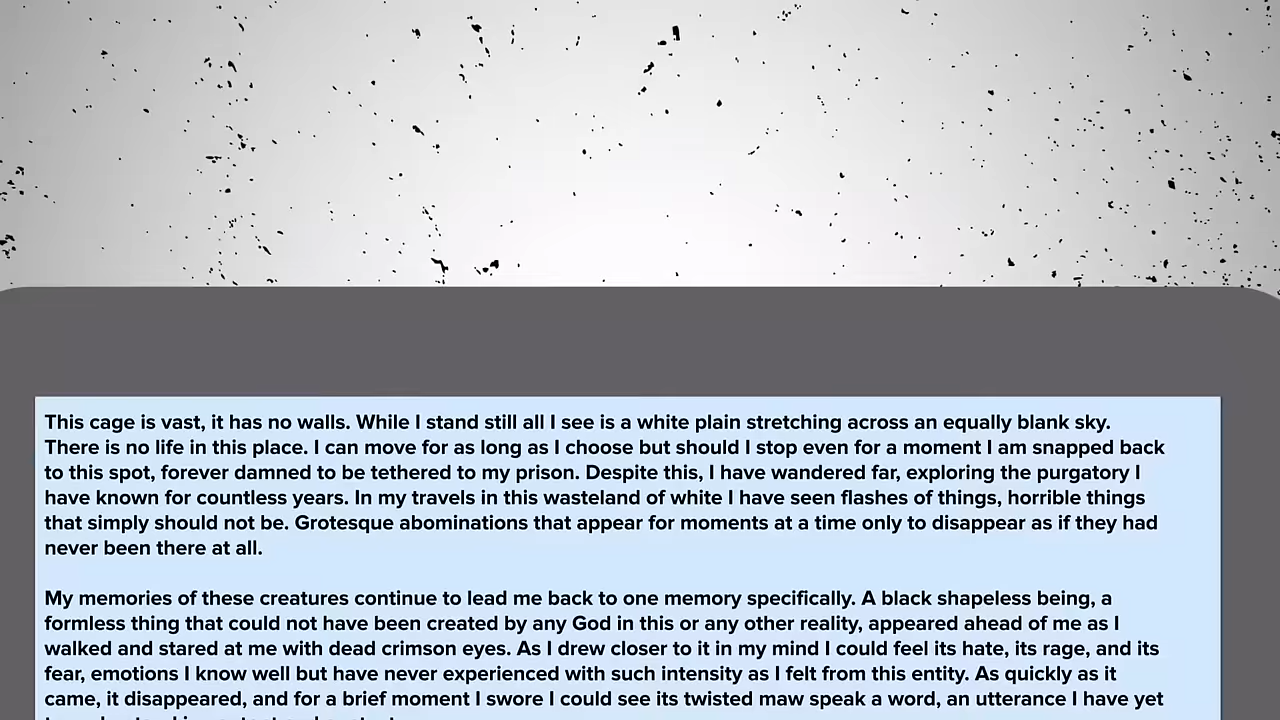 This cage is vast, it has no walls. While I stand still all I see is a white plain stretching across an equally blank sky.
There is no life in this place. I can move for as long as I choose but should I stop even for a moment I am snapped back
to this spot, forever damned to be tethered to my prison. Despite this, I have wandered far, exploring the purgatory I
have known for countless years. In my travels in this wasteland of white I have seen flashes of things, horrible things
that simply should not be. Grotesque abominations that appear for moments at a time only to disappear as if they had
never been there at all.
My memories of these creatures continue to lead me back to one memory specifically. A black shapeless being, a
formless thing that could not have been created by any God in this or any other reality, appeared ahead of me as I
walked and stared at me with dead crimson eyes. As I drew closer to it in my mind I could feel its hate, its rage, and its
fear, emotions I know well but have never experienced with such intensity as I felt from this entity. As quickly as it
came, it disappeared, and for a brief moment I swore I could see its twisted maw speak a word, an utterance I have yet